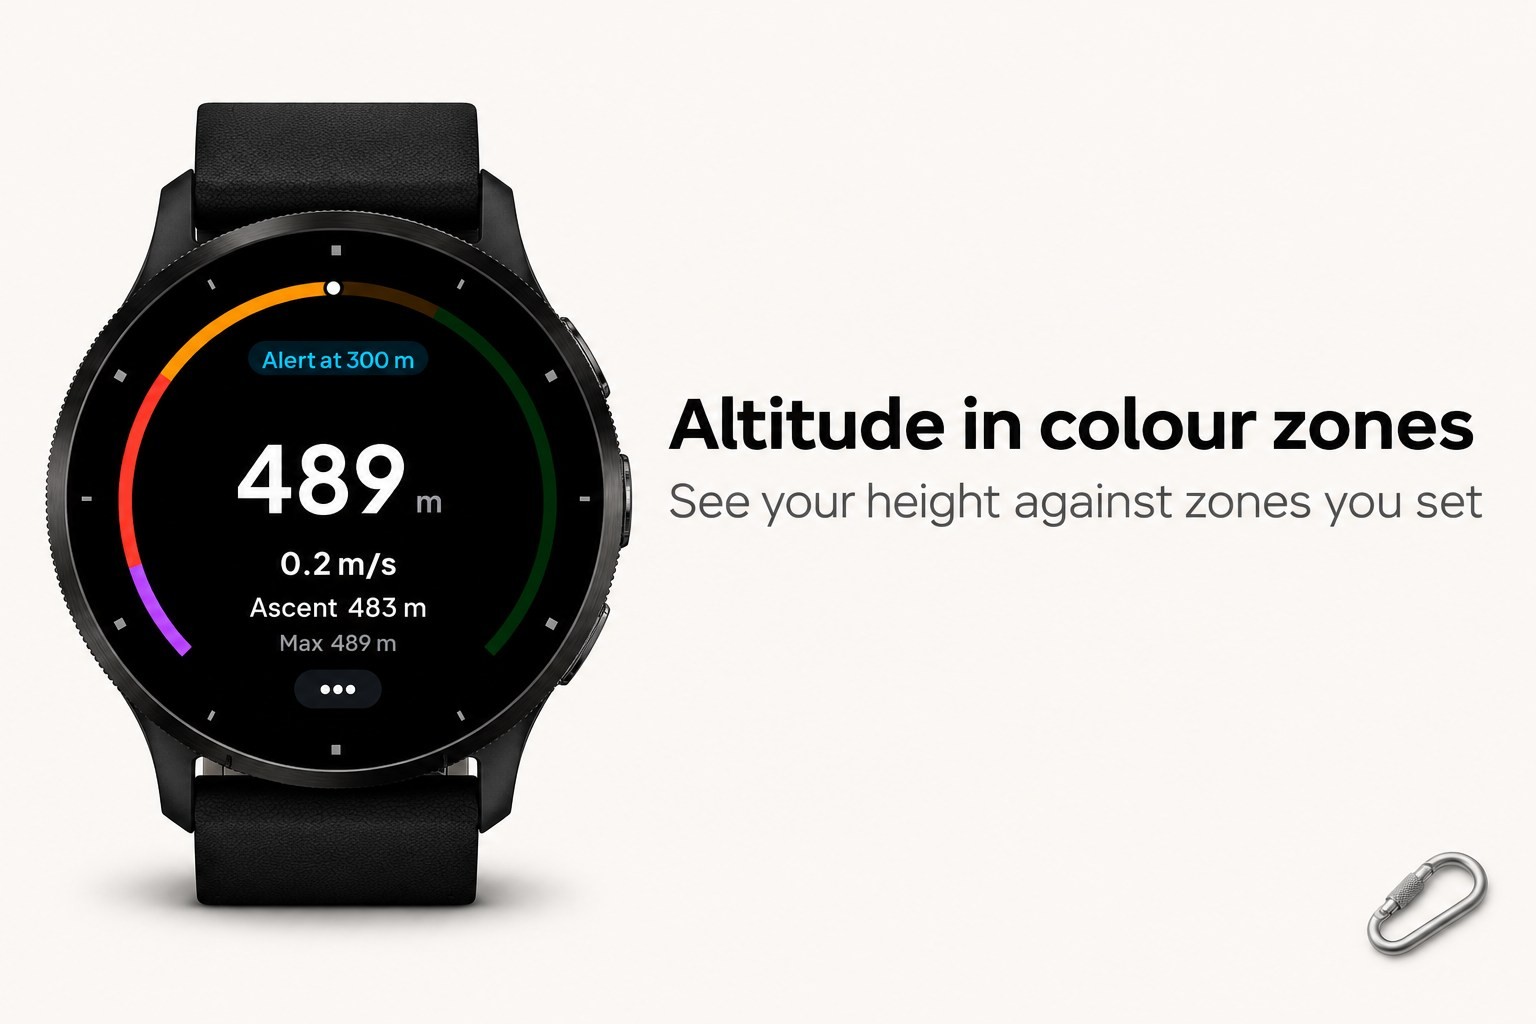 Alert at 300 m
489 m
0.2 m/s
Ascent 483 m
Max 489 m
Altitude in colour zones
See your height against zones you set